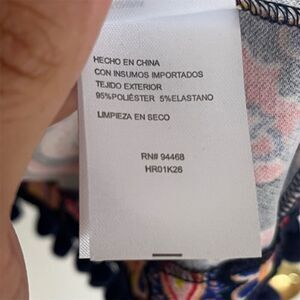 HECHO EN CHINA
CON INSUMOS IMPORTADOS
TEJIDO EXTERIOR
95%POLIÉSTER 5%ELASTANO
LIMPIEZA EN SECO
RN# 94468
HR01K26